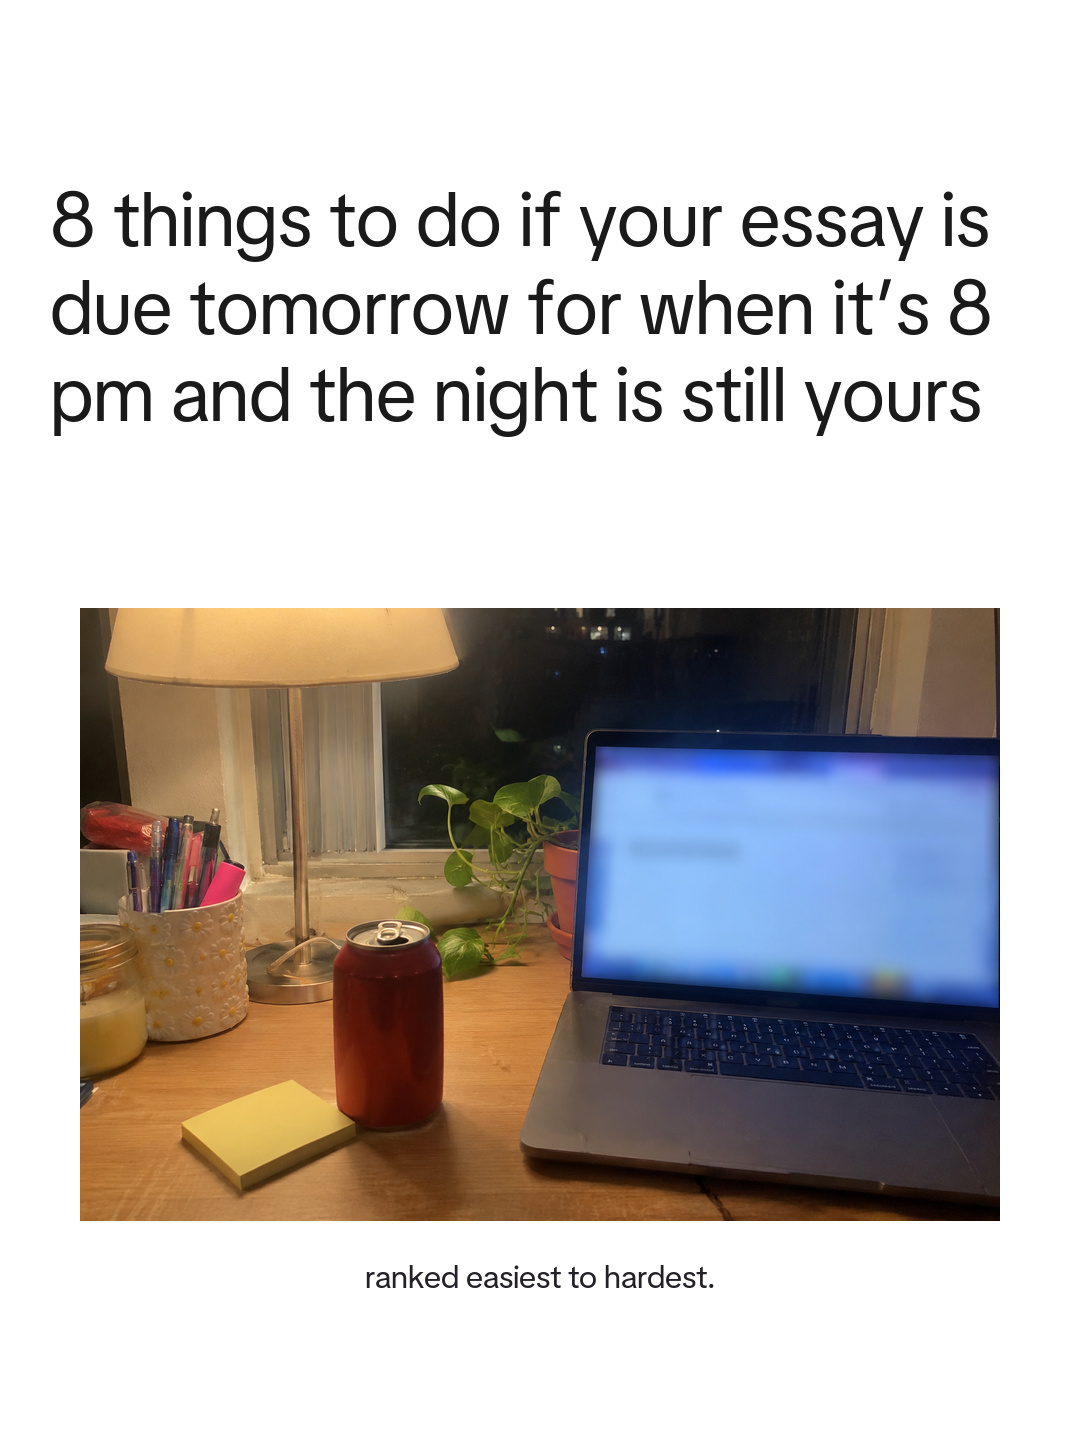 8 things to do if your essay is
due tomorrow for when it’s 8
pm and the night is still yours
ranked easiest to hardest.